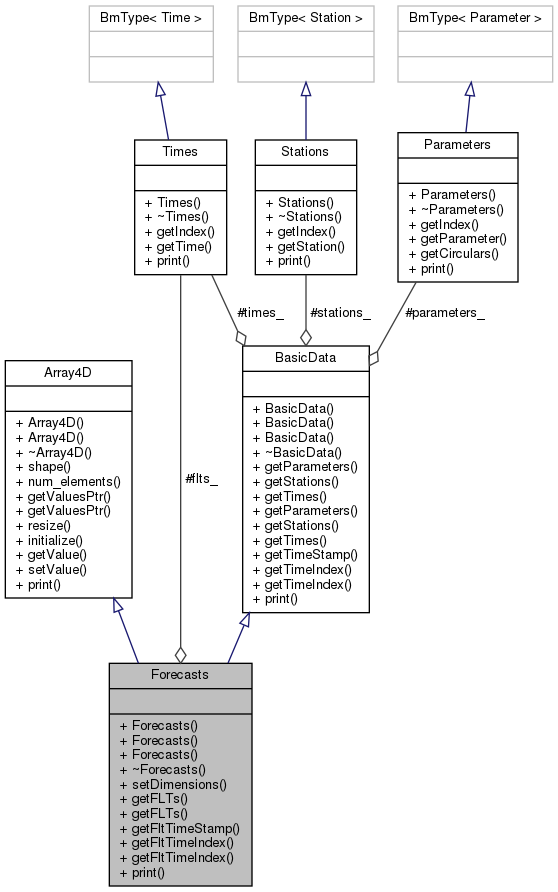 BmType< Time >
BmType< Station >
BmType< Parameter >
Times
+ Times()
+ ~Times()
+ getIndex()
+ getTime()
+ print()
Stations
+ Stations()
+ ~Stations()
+ getIndex()
+ getStation()
+ print()
Parameters
+ Parameters()
+ ~Parameters()
+ getIndex()
+ getParameter()
+ getCirculars()
+ print()
#times_
#stations_
#parameters_
Array4D
+ Array4D()
+ Array4D()
+ ~Array4D()
+ shape()
+ num_elements()
+ getValuesPtr()
+ getValuesPtr()
+ resize()
+ initialize()
+ getValue()
+ setValue()
+ print()
#flts_
BasicData
+ BasicData()
+ BasicData()
+ BasicData()
+ ~BasicData()
+ getParameters()
+ getStations()
+ getTimes()
+ getParameters()
+ getStations()
+ getTimes()
+ getTimeStamp()
+ getTimeIndex()
+ getTimeIndex()
+ print()
Forecasts
+ Forecasts()
+ Forecasts()
+ Forecasts()
+ ~Forecasts()
+ setDimensions()
+ getFLTs()
+ getFLTs()
+ getFltTimeStamp()
+ getFltTimeIndex()
+ getFltTimeIndex()
+ print()